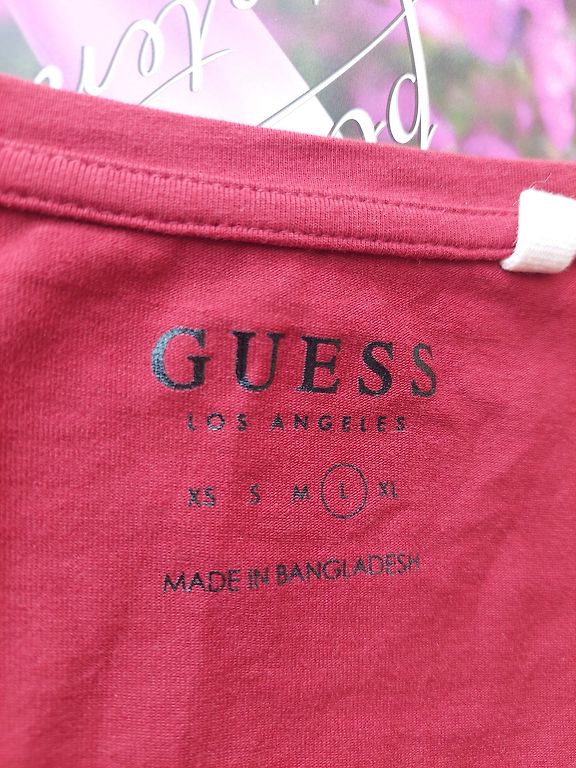 GUESS
LOS ANGELES
XS S M L XL
MADE IN BANGLADESH